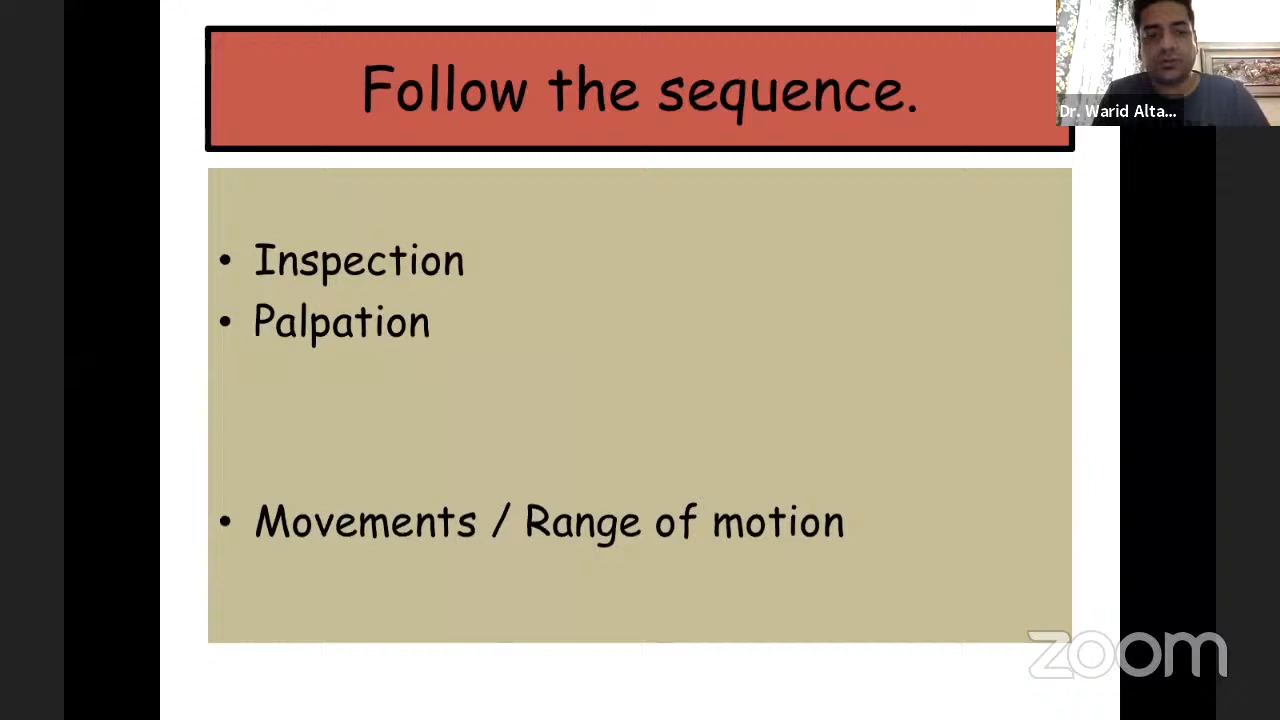 Follow the sequence.
Dr. Warid Alta...
• Inspection
• Palpation
• Movements / Range of motion
zoom